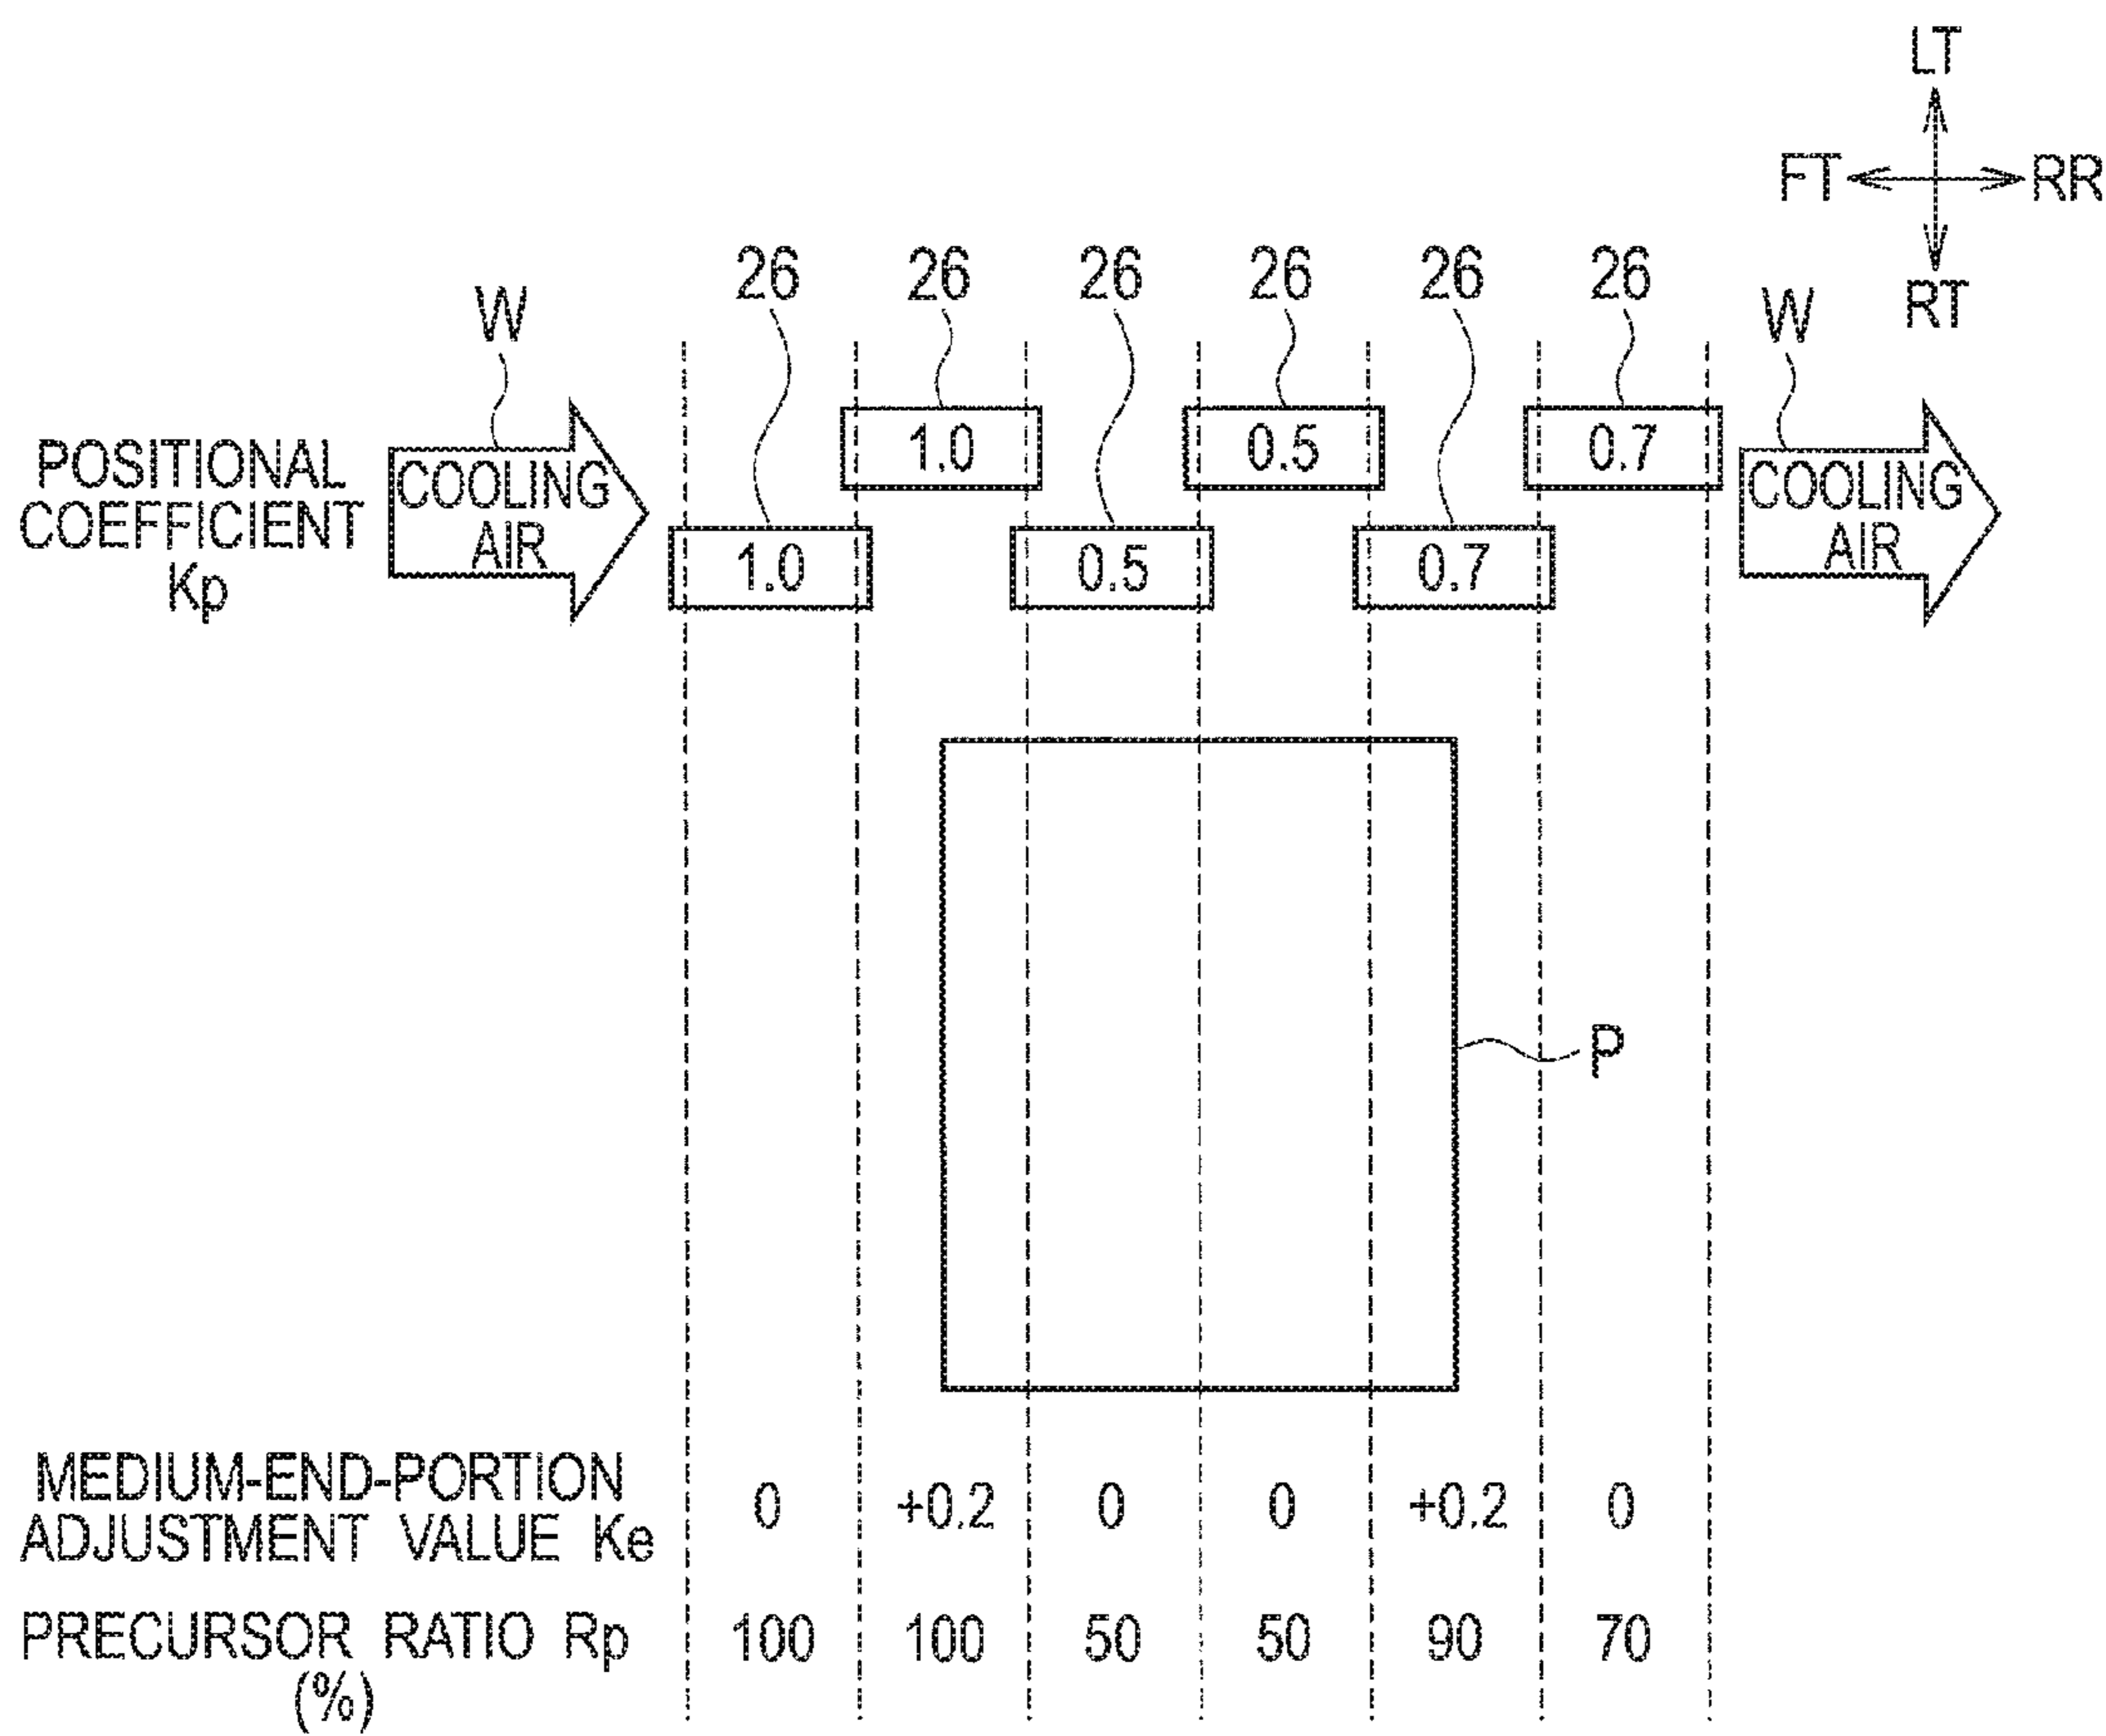 LT
FT RR
RT
26 26 26 26 26 26
W W
1.0 0.5 0.7
POSITIONAL
COEFFICIENT
Kp
COOLING
AIR
COOLING
AIR
1.0 0.5 0.7
P
MEDIUM-END-PORTION
ADJUSTMENT VALUE Ke
0 +0.2 0 0 +0.2 0
PRECURSOR RATIO Rp
(%)
100 100 50 50 90 70